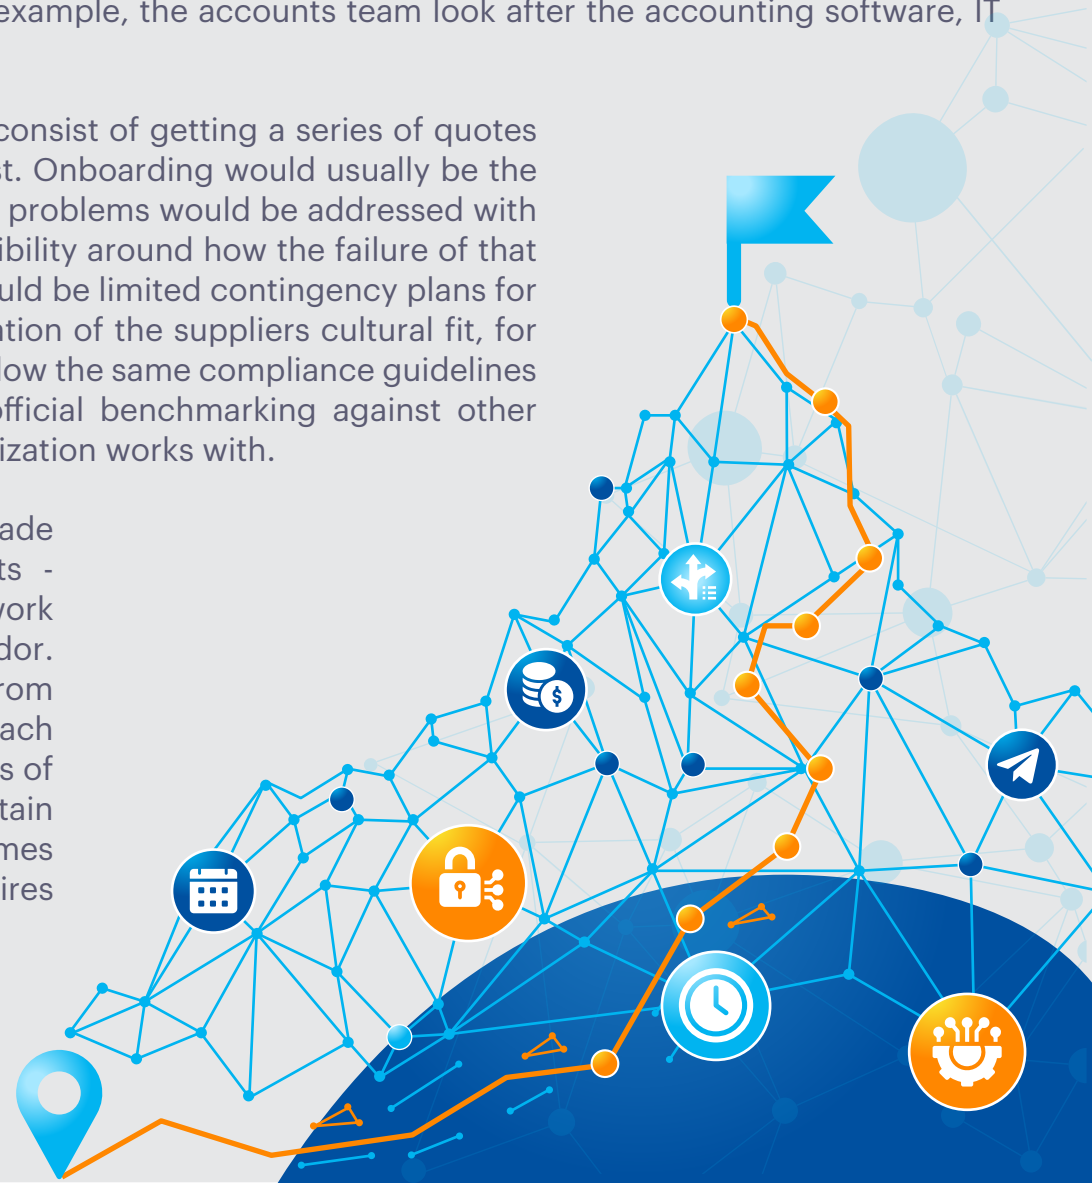 example, the accounts team look after the accounting software, IT
consist of getting a series of quotes
st. Onboarding would usually be the
problems would be addressed with
ibility around how the failure of that
uld be limited contingency plans for
ation of the suppliers cultural fit, for
low the same compliance guidelines
official benchmarking against other
ization works with.
ade
ts -
work
dor.
rom
ach
s of
tain
mes
ires
$